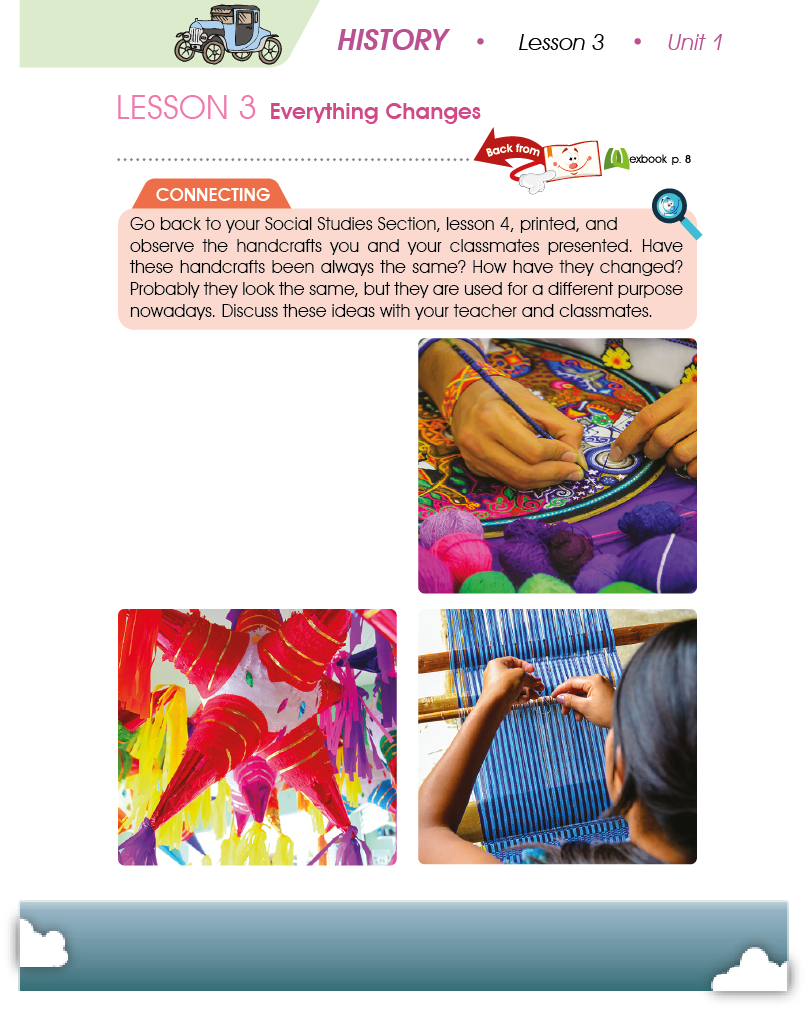 HISTORY • Lesson 3 • Unit 1
LESSON 3 Everything Changes
Back from
exbook p. 8
CONNECTING
Go back to your Social Studies Section, lesson 4, printed, and
observe the handcrafts you and your classmates presented. Have
these handcrafts been always the same? How have they changed?
Probably they look the same, but they are used for a different purpose
nowadays. Discuss these ideas with your teacher and classmates.